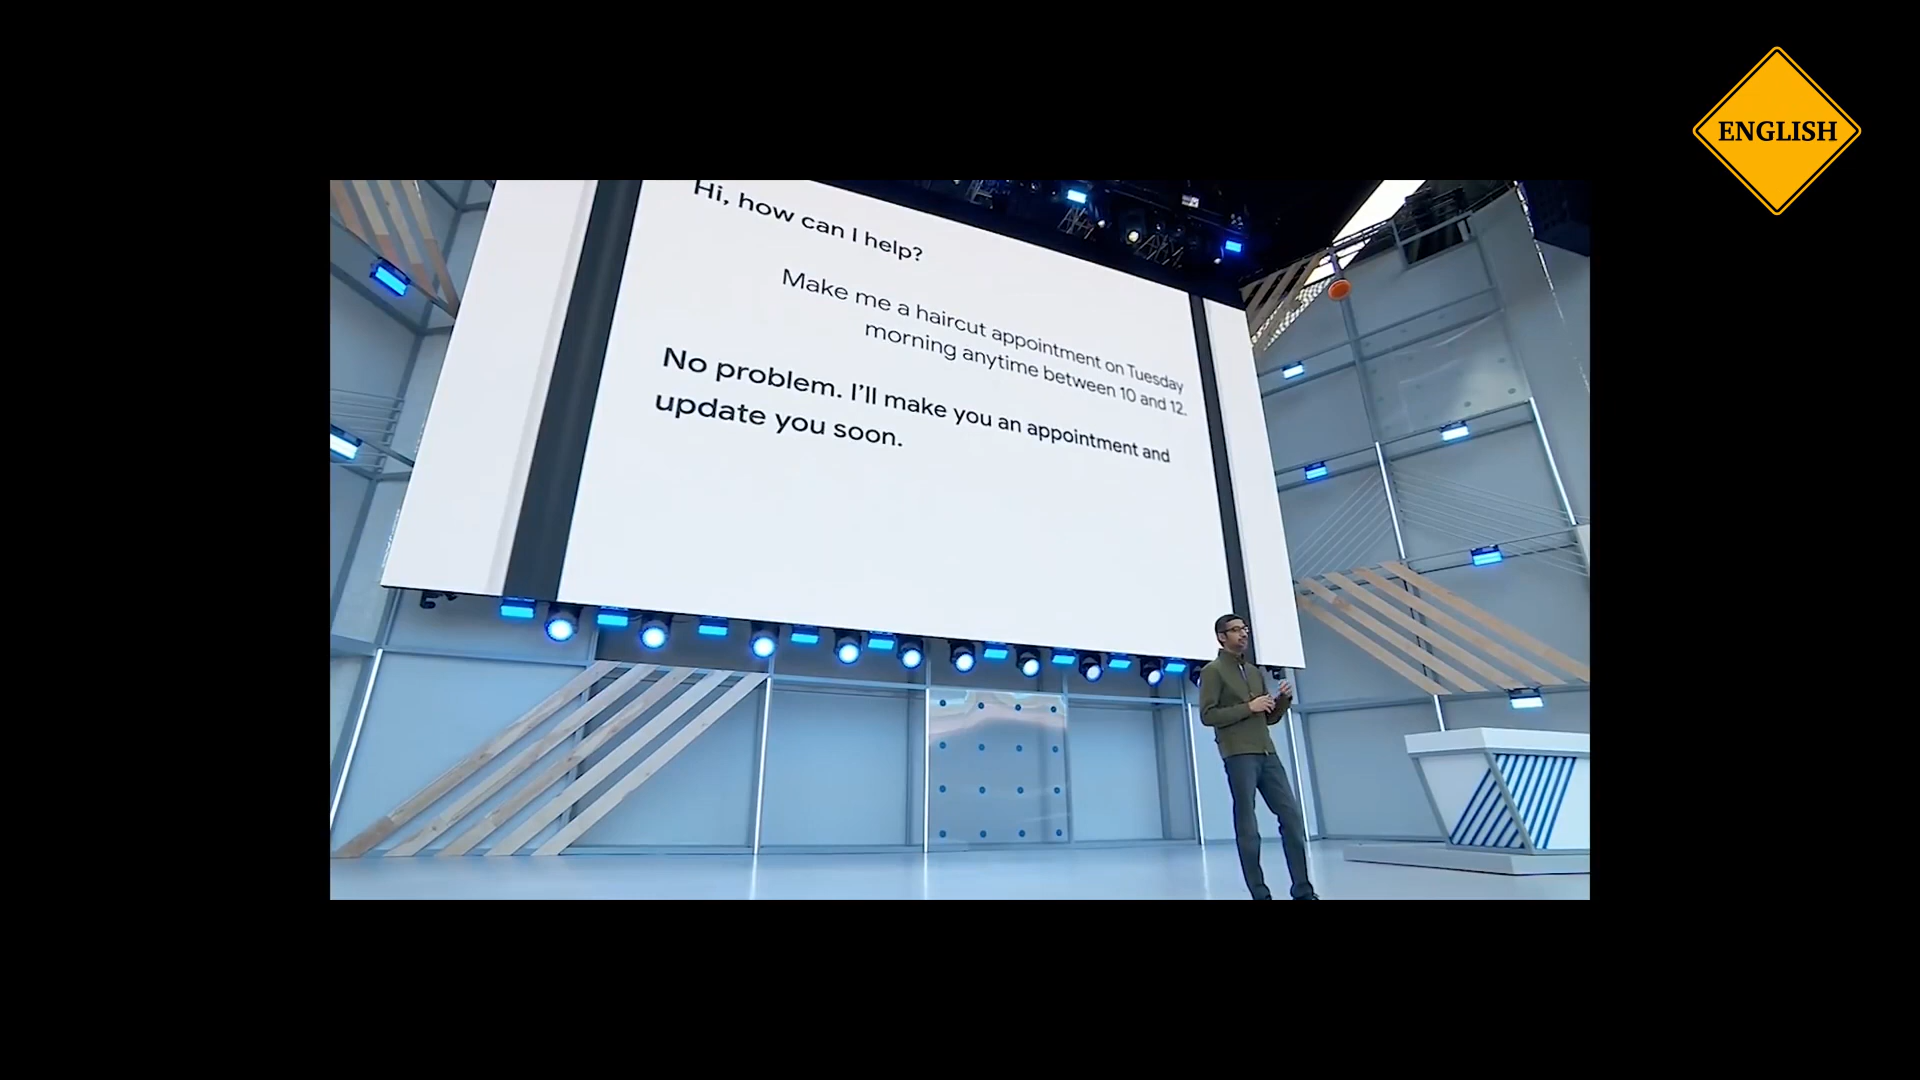 ENGLISH
Hi, how can I help?
Make me a haircut appointment on Tuesday
morning anytime between 10 and 12.
No problem. I'll make you an appointment and
update you soon.